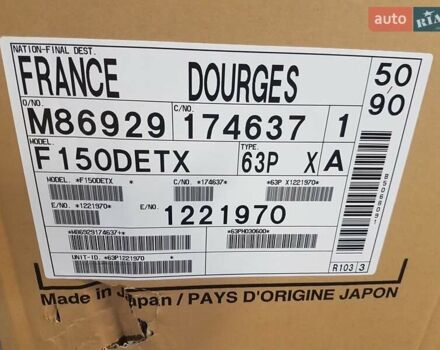 auto RIA
NATION-FINAL DEST.
FRANCE DOURGES
50/90
O/NO. C/NO.
M86929 174637 1
MODEL. TYPE.
F150DETX 63P X A
MODEL. *F150DETX * C/NO. *174637* *63P X1221970*
E/NO. *1221970* E/NO. 1221970
*M86929174637+* *63PH030600*
UNIT-ID. *63P1221970 *
R103 3
Made in Japan / PAYS D'ORIGINE JAPON